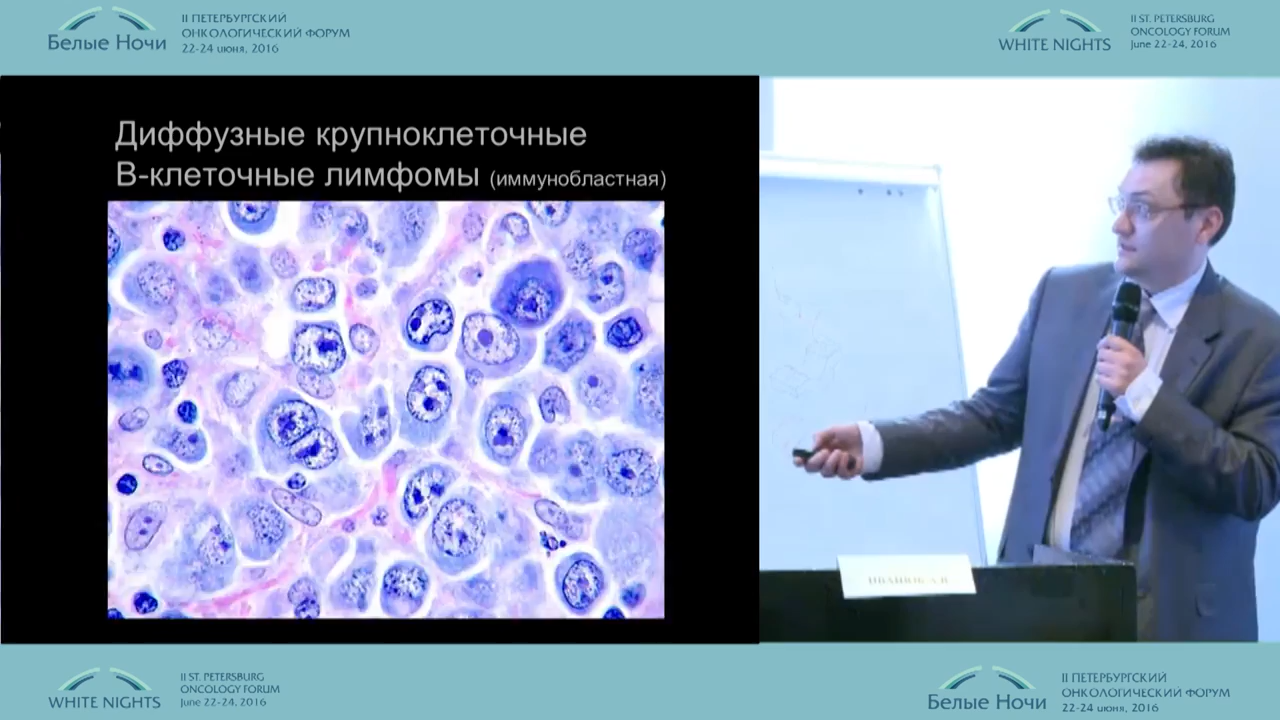 Белые Ночи
II ПЕТЕРБУРГСКИЙ
ОНКОЛОГИЧЕСКИЙ ФОРУМ
22-24 июня, 2016
WHITE NIGHTS
II ST. PETERSBURG
ONCOLOGY FORUM
June 22-24, 2016
Диффузные крупноклеточные
В-клеточные лимфомы (иммунобластная)
WHITE NIGHTS
II ST. PETERSBURG
ONCOLOGY FORUM
June 22-24, 2016
Белые Ночи
II ПЕТЕРБУРГСКИЙ
ОНКОЛОГИЧЕСКИЙ ФОРУМ
22-24 июня, 2016